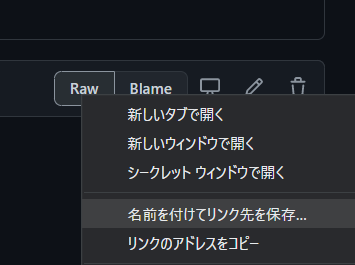 Raw Blame
新しいタブで開く
新しいウィンドウで開く
シークレット ウィンドウで開く
名前を付けてリンク先を保存...
リンクのアドレスをコピー